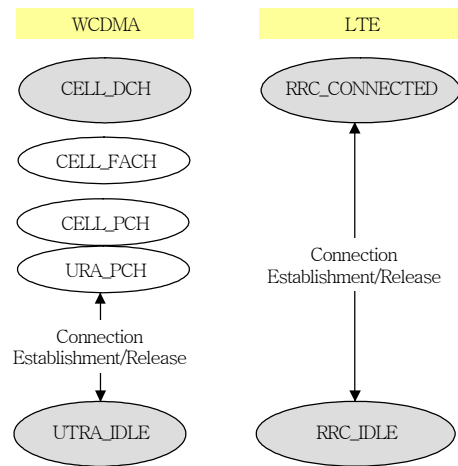 WCDMA
CELL_DCH
CELL_FACH
CELL_PCH
URA_PCH
Connection
Establishment/Release
UTRA_IDLE
LTE
RRC_CONNECTED
Connection
Establishment/Release
RRC_IDLE